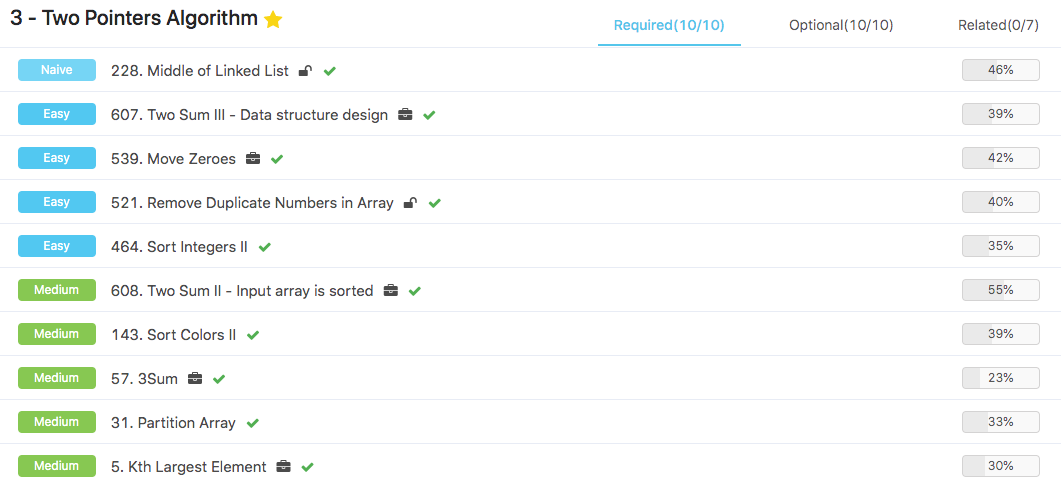 3 - Two Pointers Algorithm Required(10/10) Optional(10/10) Related(0/7)
Naive 228. Middle of Linked List 46%
Easy 607. Two Sum III - Data structure design 39%
Easy 539. Move Zeroes 42%
Easy 521. Remove Duplicate Numbers in Array 40%
Easy 464. Sort Integers II 35%
Medium 608. Two Sum II - Input array is sorted 55%
Medium 143. Sort Colors II 39%
Medium 57. 3Sum 23%
Medium 31. Partition Array 33%
Medium 5. Kth Largest Element 30%